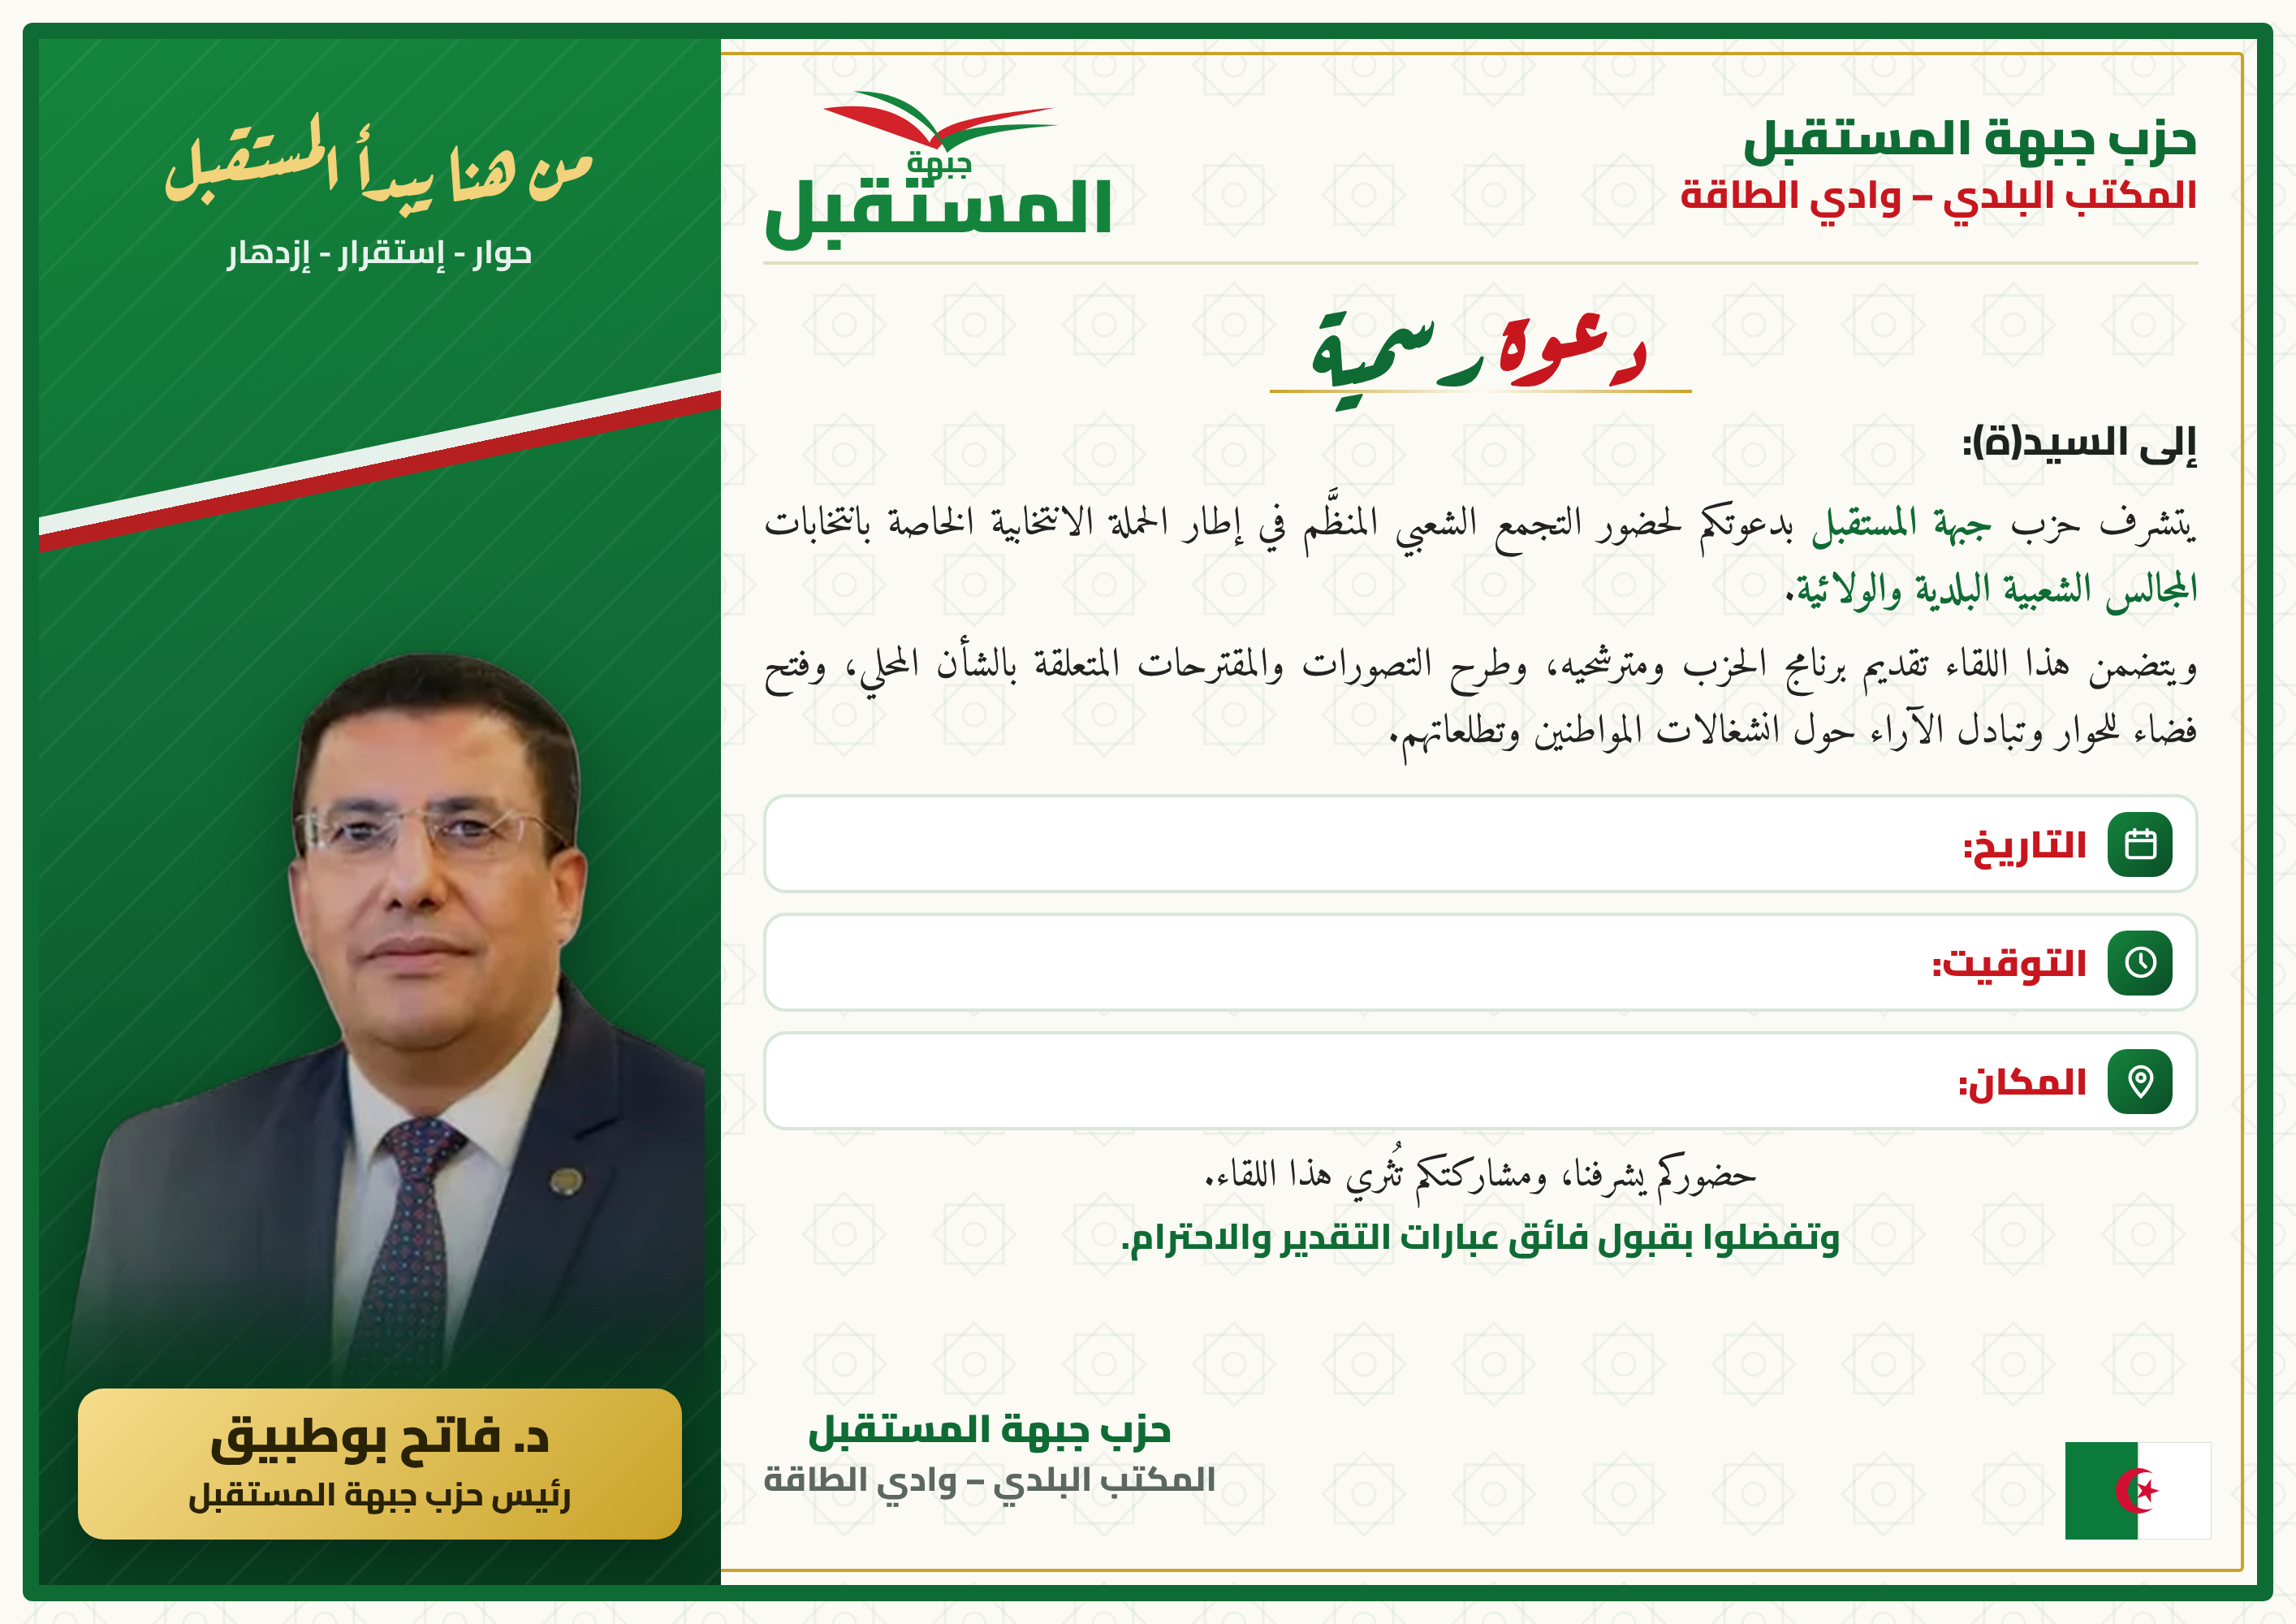 حزب جبهة المستقبل
المكتب البلدي – وادي الطاقة
جبهة
المستقبل
دعوة رسمية
إلى السيد(ة):
يتشرف حزب جبهة المستقبل بدعوتكم لحضور التجمع الشعبي المنظَّم في إطار الحملة الانتخابية الخاصة بانتخابات
المجالس الشعبية البلدية والولائية.
ويتضمن هذا اللقاء تقديم برنامج الحزب ومترشحيه، وطرح التصورات والمقترحات المتعلقة بالشأن المحلي، وفتح
فضاء للحوار وتبادل الآراء حول انشغالات المواطنين وتطلعاتهم.
التاريخ:
التوقيت:
المكان:
حضوركم يشرفنا، ومشاركتكم تُثري هذا اللقاء.
وتفضلوا بقبول فائق عبارات التقدير والاحترام.
حزب جبهة المستقبل
المكتب البلدي – وادي الطاقة
من هنا يبدأ المستقبل
حوار - إستقرار - إزدهار
د. فاتح بوطبيق
رئيس حزب جبهة المستقبل